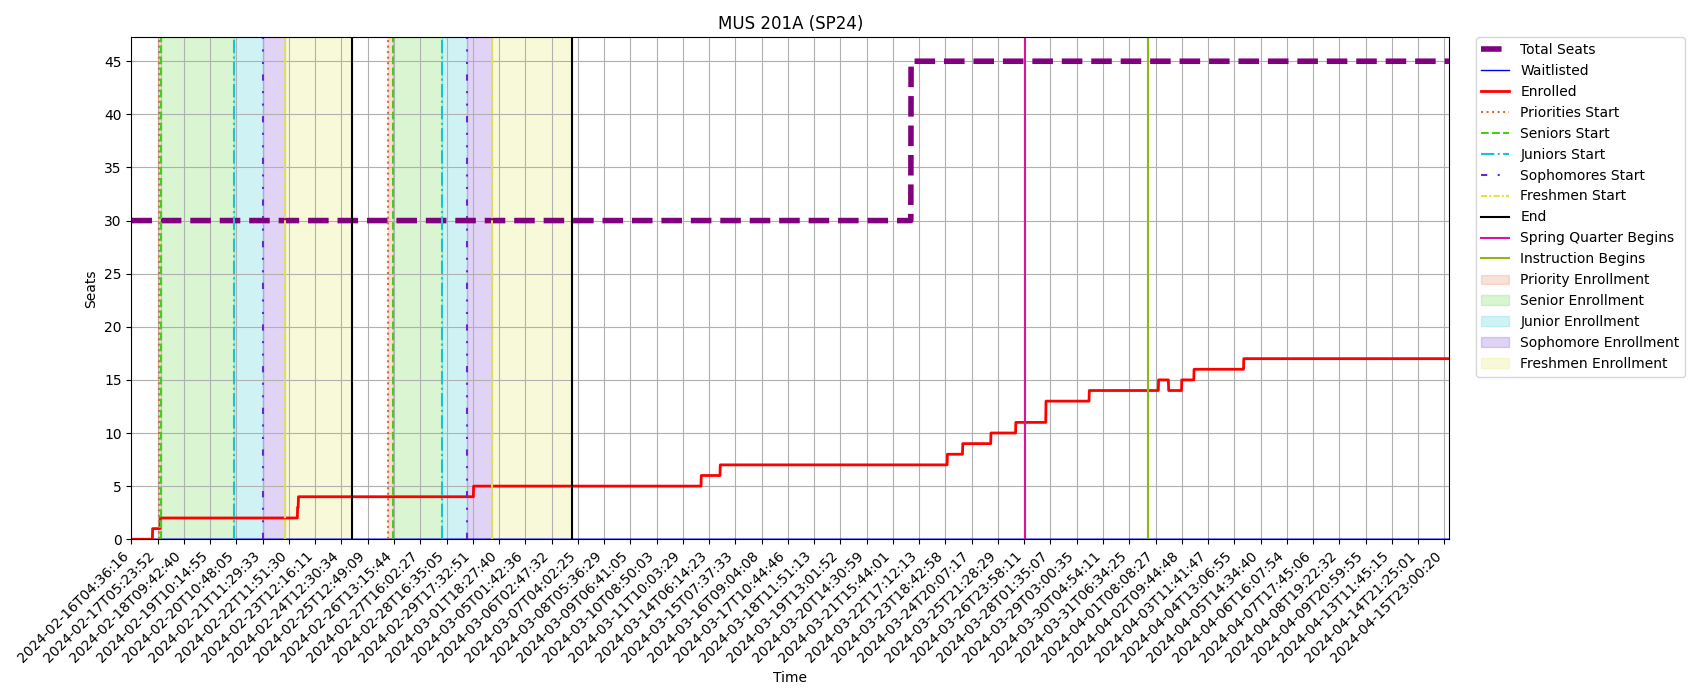 MUS 201A (SP24)
Seats
45
40
35
30
25
20
15
10
5
0
2024-02-16T04:36:16
2024-02-17T05:23:52
2024-02-18T09:42:40
2024-02-19T10:14:55
2024-02-20T10:48:05
2024-02-21T11:29:33
2024-02-22T11:51:30
2024-02-23T12:16:11
2024-02-24T12:30:34
2024-02-25T12:49:09
2024-02-26T13:15:44
2024-02-27T16:02:27
2024-02-28T16:35:05
2024-02-29T17:32:51
2024-03-01T18:27:40
2024-03-05T01:42:36
2024-03-06T02:47:32
2024-03-07T04:02:25
2024-03-08T05:36:29
2024-03-09T06:41:05
2024-03-10T08:50:03
2024-03-11T10:03:29
2024-03-14T06:14:23
2024-03-15T07:37:33
2024-03-16T09:04:08
2024-03-17T10:44:46
2024-03-18T11:51:13
2024-03-19T13:01:52
2024-03-20T14:30:59
2024-03-21T15:44:01
2024-03-22T17:12:13
2024-03-23T18:42:58
2024-03-24T20:07:17
2024-03-25T21:28:29
2024-03-26T23:58:11
2024-03-28T01:35:07
2024-03-29T03:00:35
2024-03-30T04:54:11
2024-03-31T06:34:25
2024-04-01T08:08:27
2024-04-02T09:44:48
2024-04-03T11:41:47
2024-04-04T13:06:55
2024-04-05T14:34:40
2024-04-06T16:07:54
2024-04-07T17:45:06
2024-04-08T19:22:32
2024-04-09T20:59:55
2024-04-13T11:45:15
2024-04-14T21:25:01
2024-04-15T23:00:20
Time
Total Seats
Waitlisted
Enrolled
Priorities Start
Seniors Start
Juniors Start
Sophomores Start
Freshmen Start
End
Spring Quarter Begins
Instruction Begins
Priority Enrollment
Senior Enrollment
Junior Enrollment
Sophomore Enrollment
Freshmen Enrollment